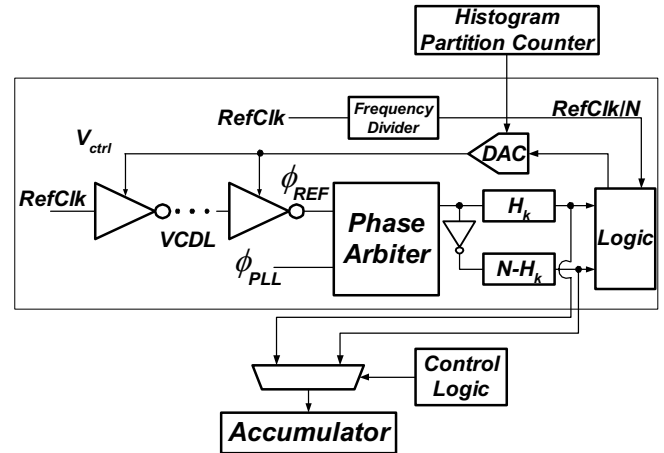 Histogram
Partition Counter
RefClk
Frequency
Divider
RefClk/N
V_ctrl
DAC
RefClk
VCDL
ϕ_REF
ϕ_PLL
Phase
Arbiter
H_k
N-H_k
Logic
Control
Logic
Accumulator